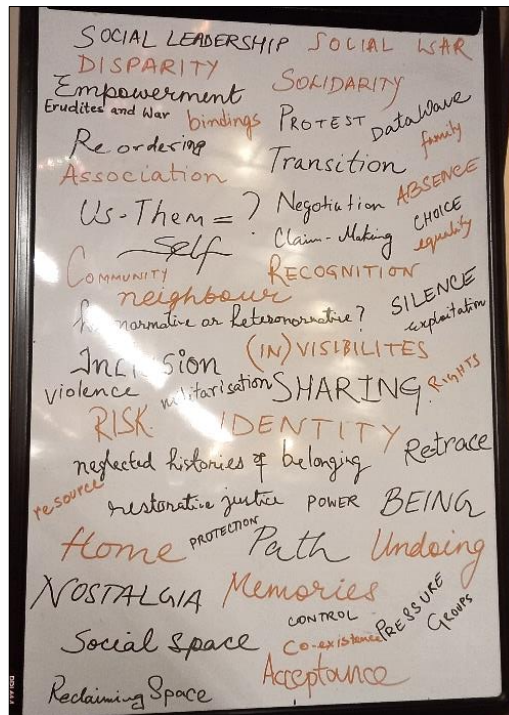 SOCIAL LEADERSHIP SOCIAL WAR
DISPARITY
SOLIDARITY
Empowerment
Erudites and War bindings PROTEST DataWave
family
Reordering
Transition
Association
ABSENCE
Us-Them = ? Negotiation
CHOICE
Self Claim-Making equality
COMMUNITY RECOGNITION
neighbour
SILENCE
normative or heteronormative? exploitation
Inclusion (IN)VISIBILITES
violence militarisation SHARING RIGHTS
RISK IDENTITY
neglected histories of belonging Re-trace
resource restorative justice POWER BEING
Home PROTECTION Path Undoing
NOSTALGIA Memories
CONTROL PRESSURE GROUPS
Social Space Co-existence
Acceptance
Reclaiming Space